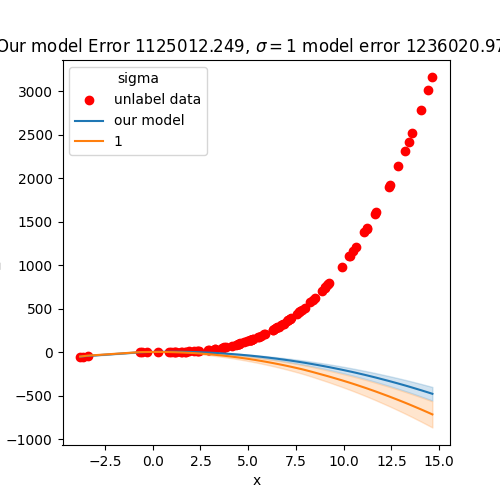 Our model Error 1125012.249, σ = 1 model error 1236020.97
sigma
unlabel data
our model
1
3000
2500
2000
1500
1000
500
0
−500
−1000
−2.5 0.0 2.5 5.0 7.5 10.0 12.5 15.0
x